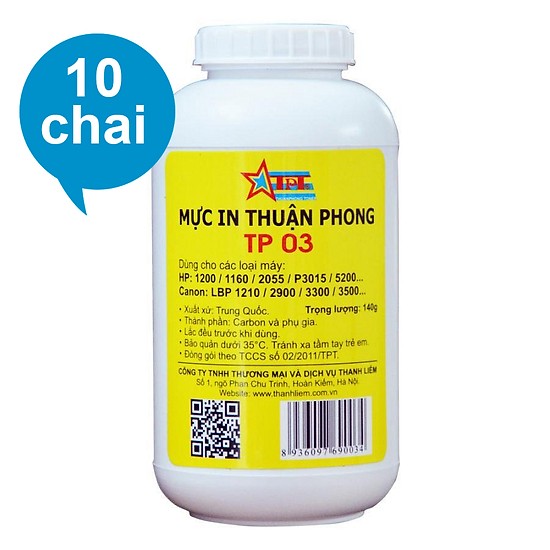 10
chai
MỰC IN THUẬN PHONG
TP 03
Dùng cho các loại máy:
HP: 1200 / 1160 / 2055 / P3015 / 5200...
Canon: LBP 1210 / 2900 / 3300 / 3500...
• Xuất xứ: Trung Quốc. Trọng lượng: 140g
• Thành phần: Carbon và phụ gia.
• Lắc đều trước khi dùng.
• Bảo quản dưới 35°C. Tránh xa tầm tay trẻ em.
• Đóng gói theo TCCS số 02/2011/TPT.
CÔNG TY TNHH THƯƠNG MẠI VÀ DỊCH VỤ THANH LIÊM
Số 1, ngõ Phan Chu Trinh, Hoàn Kiếm, Hà Nội.
Website: www.thanhliem.com.vn
8 936097 690034